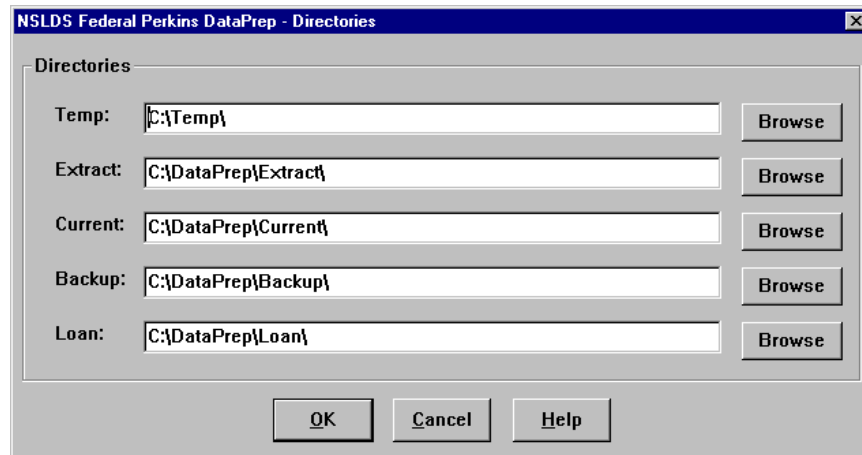 NSLDS Federal Perkins DataPrep - Directories
Directories
Temp: C:\Temp\ Browse
Extract: C:\DataPrep\Extract\ Browse
Current: C:\DataPrep\Current\ Browse
Backup: C:\DataPrep\Backup\ Browse
Loan: C:\DataPrep\Loan\ Browse
OK Cancel Help